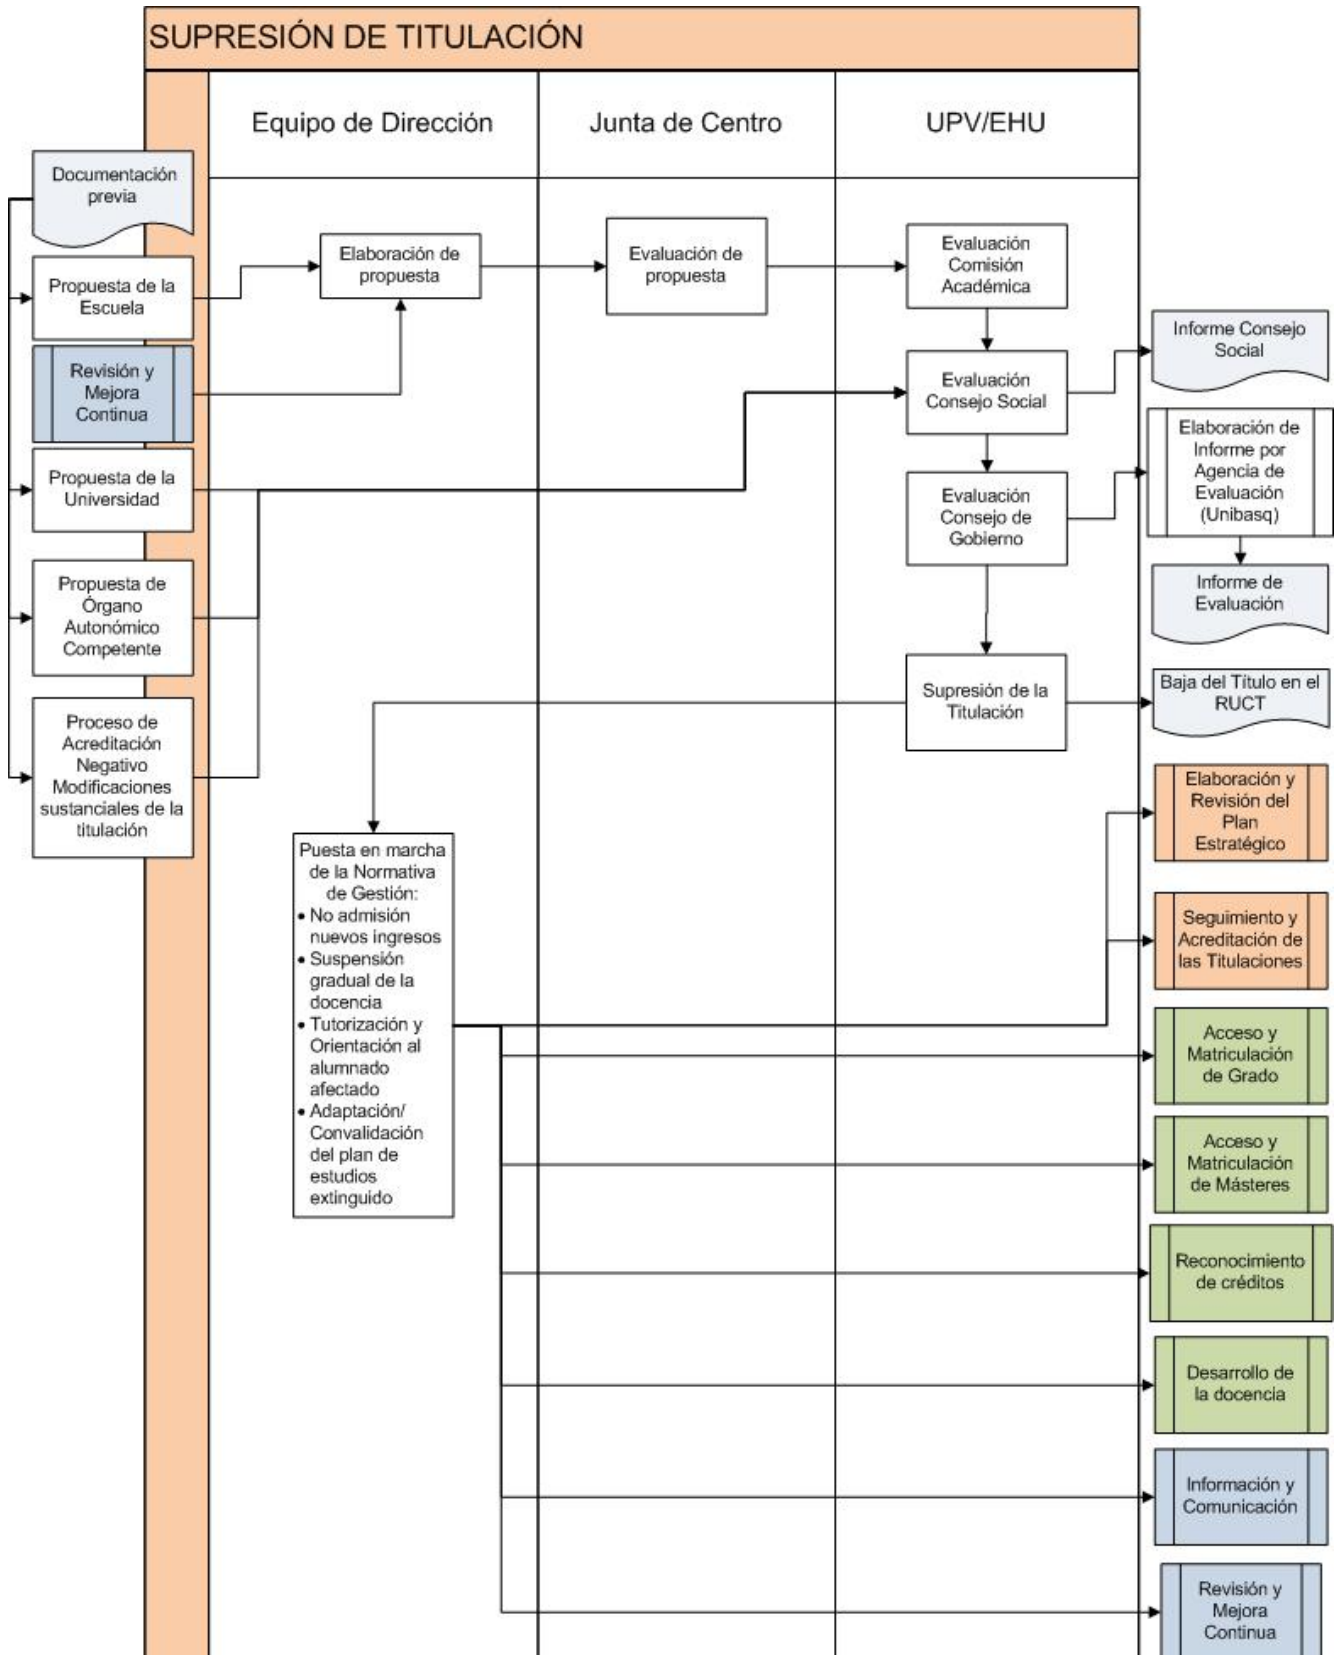 SUPRESIÓN DE TITULACIÓN
Equipo de Dirección
Junta de Centro
UPV/EHU
Documentación
previa
Propuesta de la
Escuela
Revisión y
Mejora
Continua
Propuesta de la
Universidad
Propuesta de
Órgano
Autonómico
Competente
Proceso de
Acreditación
Negativo
Modificaciones
sustanciales de la
titulación
Elaboración de
propuesta
Evaluación de
propuesta
Evaluación
Comisión
Académica
Evaluación
Consejo Social
Evaluación
Consejo de
Gobierno
Supresión de la
Titulación
Puesta en marcha
de la Normativa
de Gestión:
• No admisión
nuevos ingresos
• Suspensión
gradual de la
docencia
• Tutorización y
Orientación al
alumnado
afectado
• Adaptación/
Convalidación
del plan de
estudios
extinguido
Informe Consejo
Social
Elaboración de
Informe por
Agencia de
Evaluación
(Unibasq)
Informe de
Evaluación
Baja del Título en el
RUCT
Elaboración y
Revisión del
Plan
Estratégico
Seguimiento y
Acreditación de
las Titulaciones
Acceso y
Matriculación
de Grado
Acceso y
Matriculación
de Másteres
Reconocimiento
de créditos
Desarrollo de
la docencia
Información y
Comunicación
Revisión y
Mejora
Continua